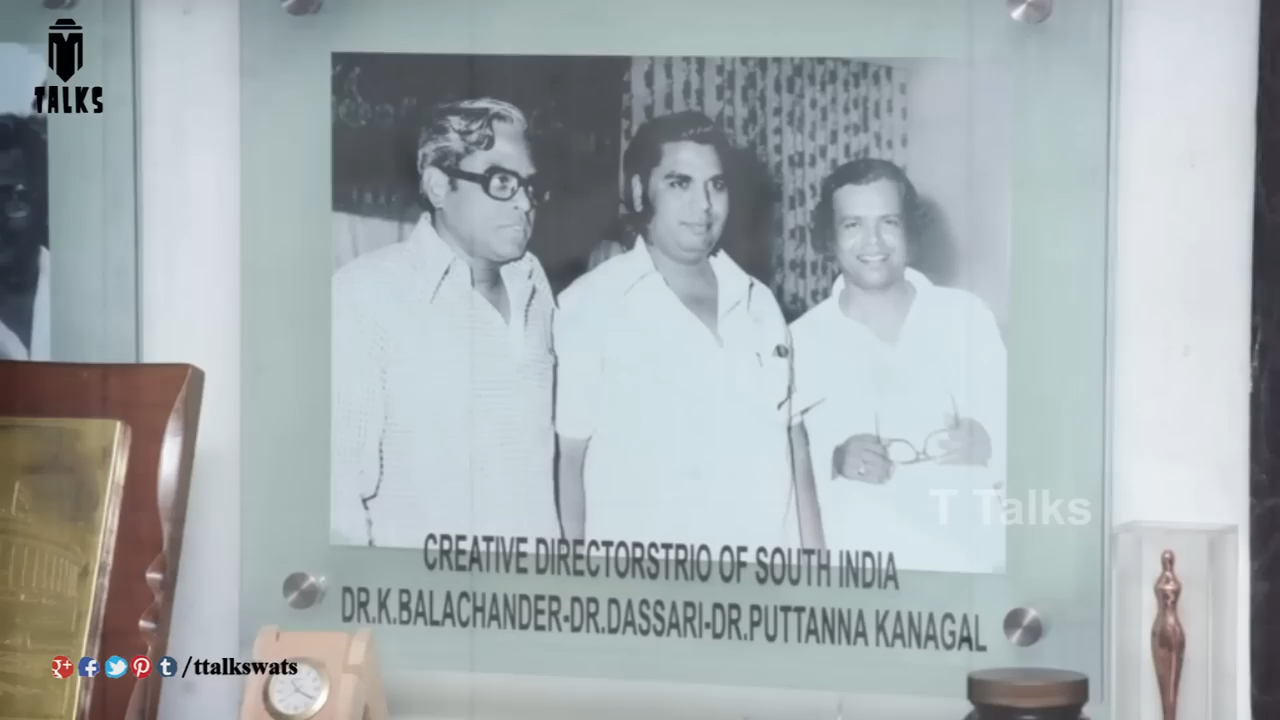 TALKS
T Talks
CREATIVE DIRECTORSTRIO OF SOUTH INDIA
DR.K.BALACHANDER-DR.DASSARI-DR.PUTTANNA KANAGAL
/ttalkswats